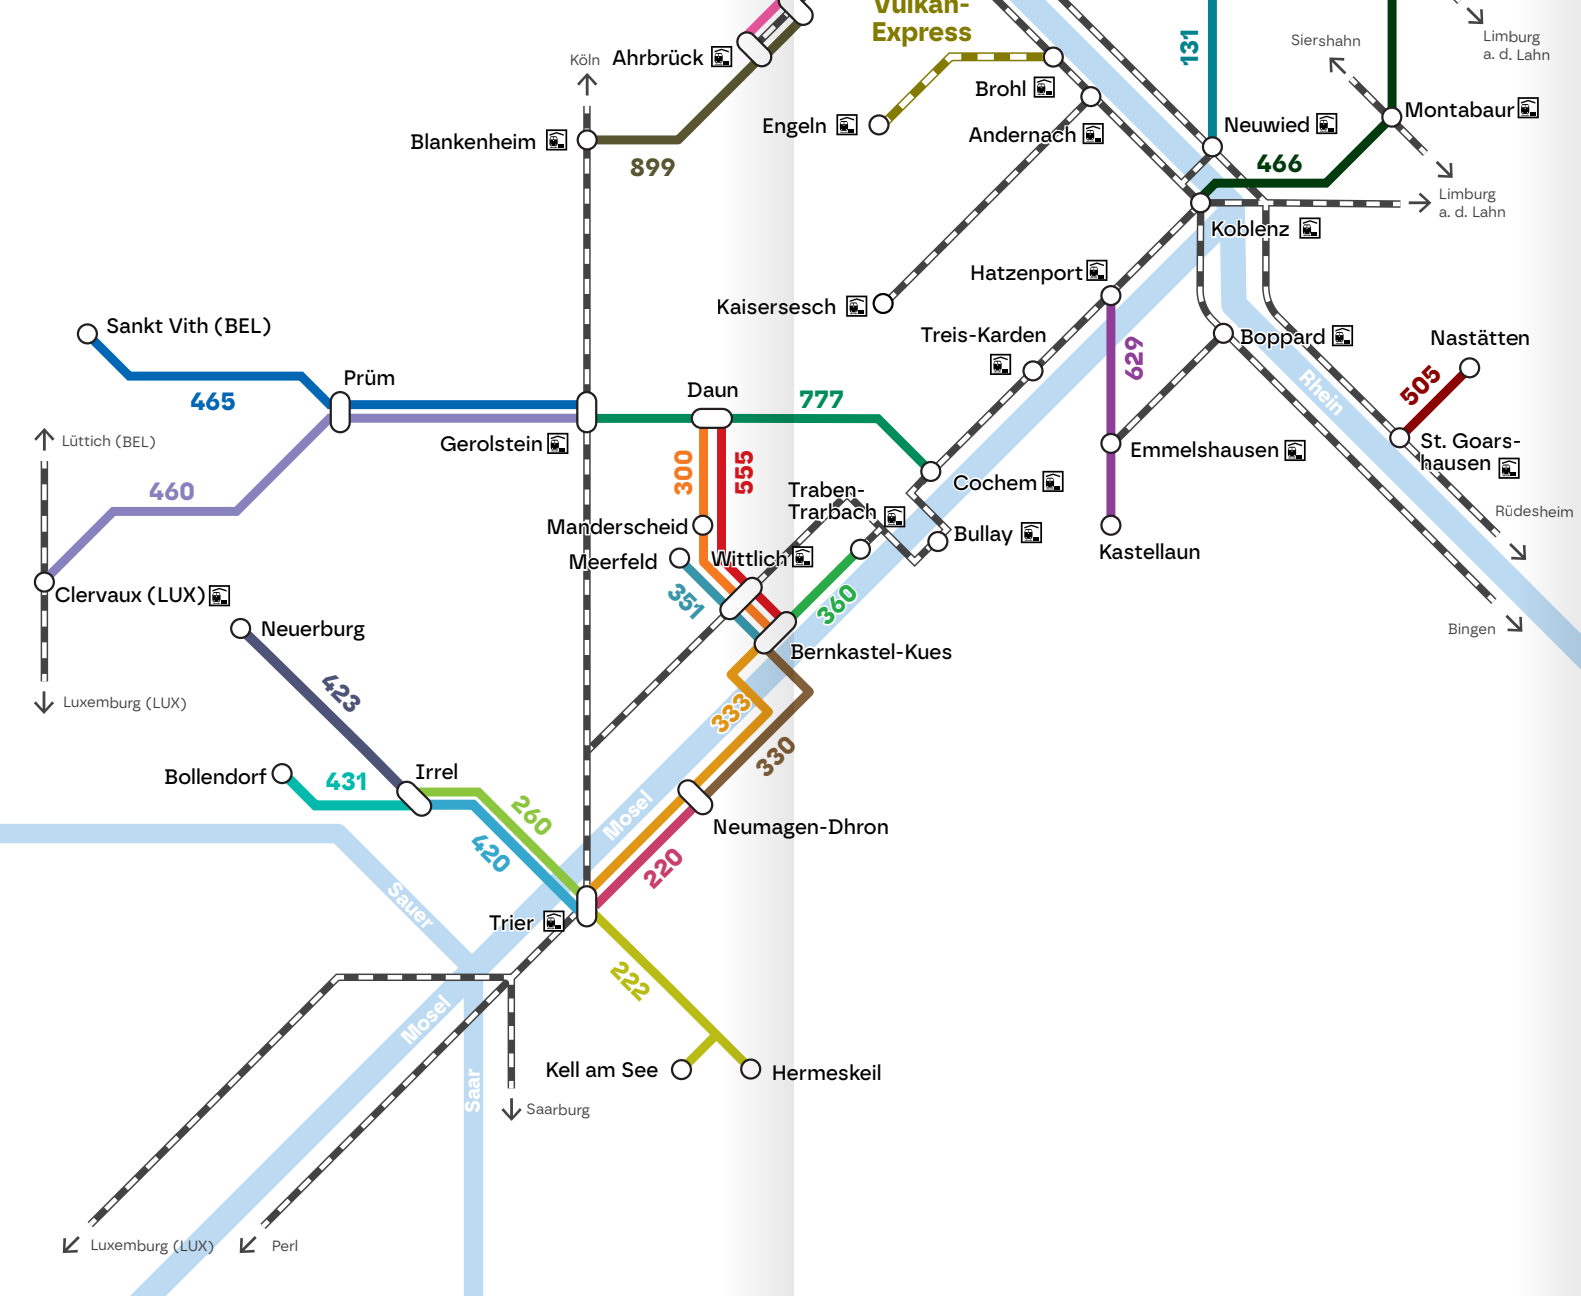 Vulkan-
Express
131
Siershahn
Limburg
a. d. Lahn
Köln
Ahrbrück
Brohl
Engeln
Andernach
Neuwied
Montabaur
Blankenheim
899
466
Limburg
a. d. Lahn
Koblenz
Hatzenport
Kaisersesch
Sankt Vith (BEL)
Treis-Karden
629
Boppard
Nastätten
Rhein
505
Prüm
465
Daun
777
Lüttich (BEL)
Gerolstein
St. Goars-
hausen
Emmelshausen
460
300
555
Cochem
Traben-
Trarbach
Rüdesheim
Manderscheid
Bullay
Meerfeld
Wittlich
Kastellaun
Clervaux (LUX)
351
360
Neuerburg
Bingen
Bernkastel-Kues
Luxemburg (LUX)
423
333
330
Bollendorf
431
Irrel
260
420
Mosel
Neumagen-Dhron
220
Sauer
Trier
222
Mosel
Kell am See
Hermeskeil
Saar
Saarburg
Luxemburg (LUX)
Perl